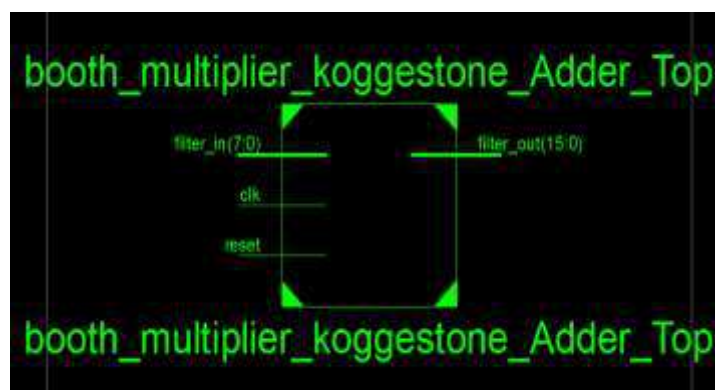 booth_multiplier_koggestone_Adder_Top
filter_in(7:0)
filter_out(15:0)
clk
reset
booth_multiplier_koggestone_Adder_Top